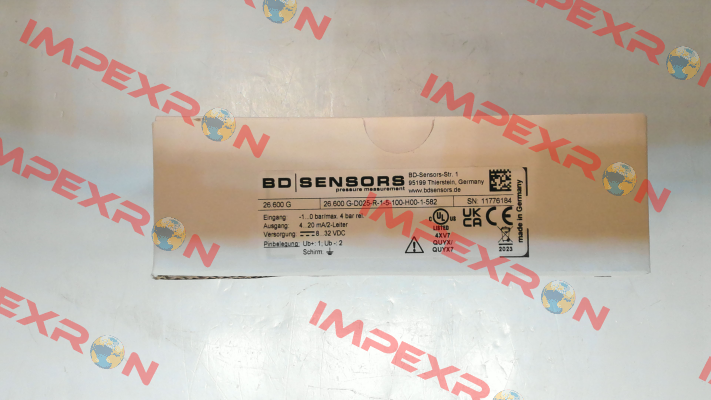 BD|SENSORS
pressure measurement
BD-Sensors-Str. 1
95199 Thierstein, Germany
www.bdsensors.de
26.600 G
26.600 G-D025-R-1-5-100-H00-1-582
SN: 11776184
Eingang: -1...0 bar/max. 4 bar rel
Ausgang: 4...20 mA/2-Leiter
Versorgung: 8...32 VDC
Pinbelegung: Ub+: 1; Ub-: 2
Schirm:
c UL us
LISTED
4XV7
QUYX/
QUYX7
UK CA
CE
2023
made in Germany
IMPEXRON
IMPEXRON
IMPEXRON
IMPEXRON
IMPEXRON
IMPEXRON
IMPEXRON
IMPEXRON